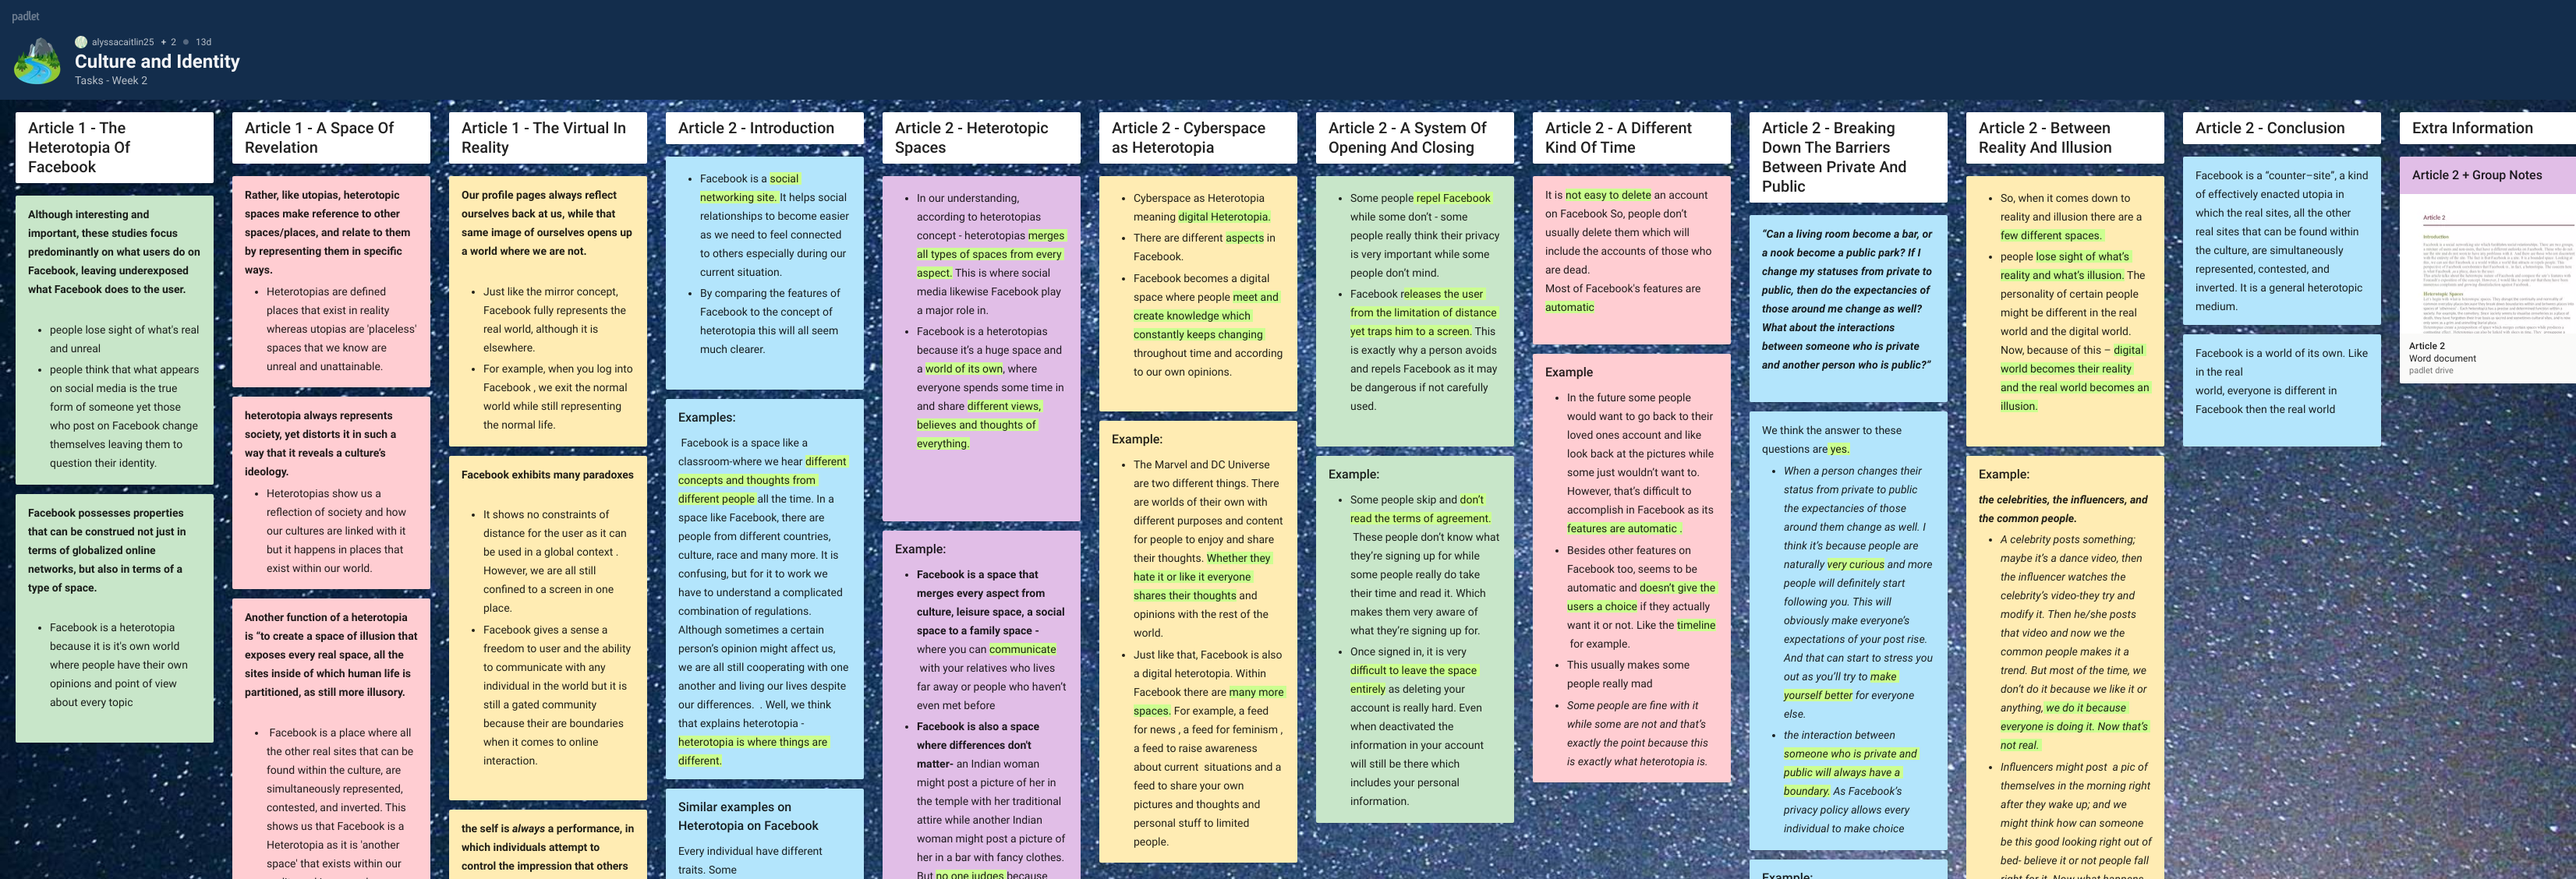 padlet
alyssacaitlin25 + 2 13d
Culture and Identity
Tasks - Week 2
Article 1 - The
Heterotopia Of
Facebook
Although interesting and
important, these studies focus
predominantly on what users do on
Facebook, leaving underexposed
what Facebook does to the user.
people lose sight of what's real
and unreal
people think that what appears
on social media is the true
form of someone yet those
who post on Facebook change
themselves leaving them to
question their identity.
Facebook possesses properties
that can be construed not just in
terms of globalized online
networks, but also in terms of a
type of space.
Facebook is a heterotopia
because it is it's own world
where people have their own
opinions and point of view
about every topic
Article 1 - A Space Of
Revelation
Rather, like utopias, heterotopic
spaces make reference to other
spaces/places, and relate to them
by representing them in specific
ways.
Heterotopias are defined
places that exist in reality
whereas utopias are 'placeless'
spaces that we know are
unreal and unattainable.
heterotopia always represents
society, yet distorts it in such a
way that it reveals a culture's
ideology.
Heterotopias show us a
reflection of society and how
our cultures are linked with it
but it happens in places that
exist within our world.
Another function of a heterotopia
is “to create a space of illusion that
exposes every real space, all the
sites inside of which human life is
partitioned, as still more illusory.
Facebook is a place where all
the other real sites that can be
found within the culture, are
simultaneously represented,
contested, and inverted. This
shows us that Facebook is a
Heterotopia as it is 'another
space' that exists within our
Article 1 - The Virtual In
Reality
Our profile pages always reflect
ourselves back at us, while that
same image of ourselves opens up
a world where we are not.
Just like the mirror concept,
Facebook fully represents the
real world, although it is
elsewhere.
For example, when you log into
Facebook , we exit the normal
world while still representing
the normal life.
Facebook exhibits many paradoxes
It shows no constraints of
distance for the user as it can
be used in a global context .
However, we are all still
confined to a screen in one
place.
Facebook gives a sense a
freedom to user and the ability
to communicate with any
individual in the world but it is
still a gated community
because their are boundaries
when it comes to online
interaction.
the self is always a performance, in
which individuals attempt to
control the impression that others
Article 2 - Introduction
Facebook is a social
networking site. It helps social
relationships to become easier
as we need to feel connected
to others especially during our
current situation.
By comparing the features of
Facebook to the concept of
heterotopia this will all seem
much clearer.
Examples:
Facebook is a space like a
classroom-where we hear different
concepts and thoughts from
different people all the time. In a
space like Facebook, there are
people from different countries,
culture, race and many more. It is
confusing, but for it to work we
have to understand a complicated
combination of regulations.
Although sometimes a certain
person's opinion might affect us,
we are all still cooperating with one
another and living our lives despite
our differences. . Well, we think
that explains heterotopia -
heterotopia is where things are
different.
Similar examples on
Heterotopia on Facebook
Every individual have different
traits. Some
Article 2 - Heterotopic
Spaces
In our understanding,
according to heterotopias
concept - heterotopias merges
all types of spaces from every
aspect. This is where social
media likewise Facebook play
a major role in.
Facebook is a heterotopias
because it's a huge space and
a world of its own, where
everyone spends some time in
and share different views,
believes and thoughts of
everything.
Example:
Facebook is a space that
merges every aspect from
culture, leisure space, a social
space to a family space -
where you can communicate
with your relatives who lives
far away or people who haven't
even met before
Facebook is also a space
where differences don't
matter- an Indian woman
might post a picture of her in
the temple with her traditional
attire while another Indian
woman might post a picture of
her in a bar with fancy clothes.
But no one judges because
Article 2 - Cyberspace
as Heterotopia
Cyberspace as Heterotopia
meaning digital Heterotopia.
There are different aspects in
Facebook.
Facebook becomes a digital
space where people meet and
create knowledge which
constantly keeps changing
throughout time and according
to our own opinions.
Example:
The Marvel and DC Universe
are two different things. There
are worlds of their own with
different purposes and content
for people to enjoy and share
their thoughts. Whether they
hate it or like it everyone
shares their thoughts and
opinions with the rest of the
world.
Just like that, Facebook is also
a digital heterotopia. Within
Facebook there are many more
spaces. For example, a feed
for news , a feed for feminism ,
a feed to raise awareness
about current situations and a
feed to share your own
pictures and thoughts and
personal stuff to limited
people.
Article 2 - A System Of
Opening And Closing
Some people repel Facebook
while some don't - some
people really think their privacy
is very important while some
people don't mind.
Facebook releases the user
from the limitation of distance
yet traps him to a screen. This
is exactly why a person avoids
and repels Facebook as it may
be dangerous if not carefully
used.
Example:
Some people skip and don't
read the terms of agreement.
These people don't know what
they're signing up for while
some people really do take
their time and read it. Which
makes them very aware of
what they're signing up for.
Once signed in, it is very
difficult to leave the space
entirely as deleting your
account is really hard. Even
when deactivated the
information in your account
will still be there which
includes your personal
information.
Article 2 - A Different
Kind Of Time
It is not easy to delete an account
on Facebook So, people don't
usually delete them which will
include the accounts of those who
are dead.
Most of Facebook's features are
automatic
Example
In the future some people
would want to go back to their
loved ones account and like
look back at the pictures while
some just wouldn't want to.
However, that's difficult to
accomplish in Facebook as its
features are automatic .
Besides other features on
Facebook too, seems to be
automatic and doesn't give the
users a choice if they actually
want it or not. Like the timeline
for example.
This usually makes some
people really mad
Some people are fine with it
while some are not and that's
exactly the point because this
is exactly what heterotopia is.
Article 2 - Breaking
Down The Barriers
Between Private And
Public
“Can a living room become a bar, or
a nook become a public park? If I
change my statuses from private to
public, then do the expectancies of
those around me change as well?
What about the interactions
between someone who is private
and another person who is public?”
We think the answer to these
questions are yes.
When a person changes their
status from private to public
the expectancies of those
around them change as well. I
think it's because people are
naturally very curious and more
people will definitely start
following you. This will
obviously make everyone's
expectations of your post rise.
And that can start to stress you
out as you'll try to make
yourself better for everyone
else.
the interaction between
someone who is private and
public will always have a
boundary. As Facebook's
privacy policy allows every
individual to make choice
Example:
Article 2 - Between
Reality And Illusion
So, when it comes down to
reality and illusion there are a
few different spaces.
people lose sight of what's
reality and what's illusion. The
personality of certain people
might be different in the real
world and the digital world.
Now, because of this – digital
world becomes their reality
and the real world becomes an
illusion.
Example:
the celebrities, the influencers, and
the common people.
A celebrity posts something;
maybe it's a dance video, then
the influencer watches the
celebrity's video-they try and
modify it. Then he/she posts
that video and now we the
common people makes it a
trend. But most of the time, we
don't do it because we like it or
anything, we do it because
everyone is doing it. Now that's
not real.
Influencers might post a pic of
themselves in the morning right
after they wake up; and we
might think how can someone
be this good looking right out of
bed- believe it or not people fall
Article 2 - Conclusion
Facebook is a “counter–site”, a kind
of effectively enacted utopia in
which the real sites, all the other
real sites that can be found within
the culture, are simultaneously
represented, contested, and
inverted. It is a general heterotopic
medium.
Facebook is a world of its own. Like
in the real
world, everyone is different in
Facebook then the real world
Extra Information
Article 2 + Group Notes
Article 2
Introduction
Heterotopic Spaces
Article 2
Word document
padlet drive